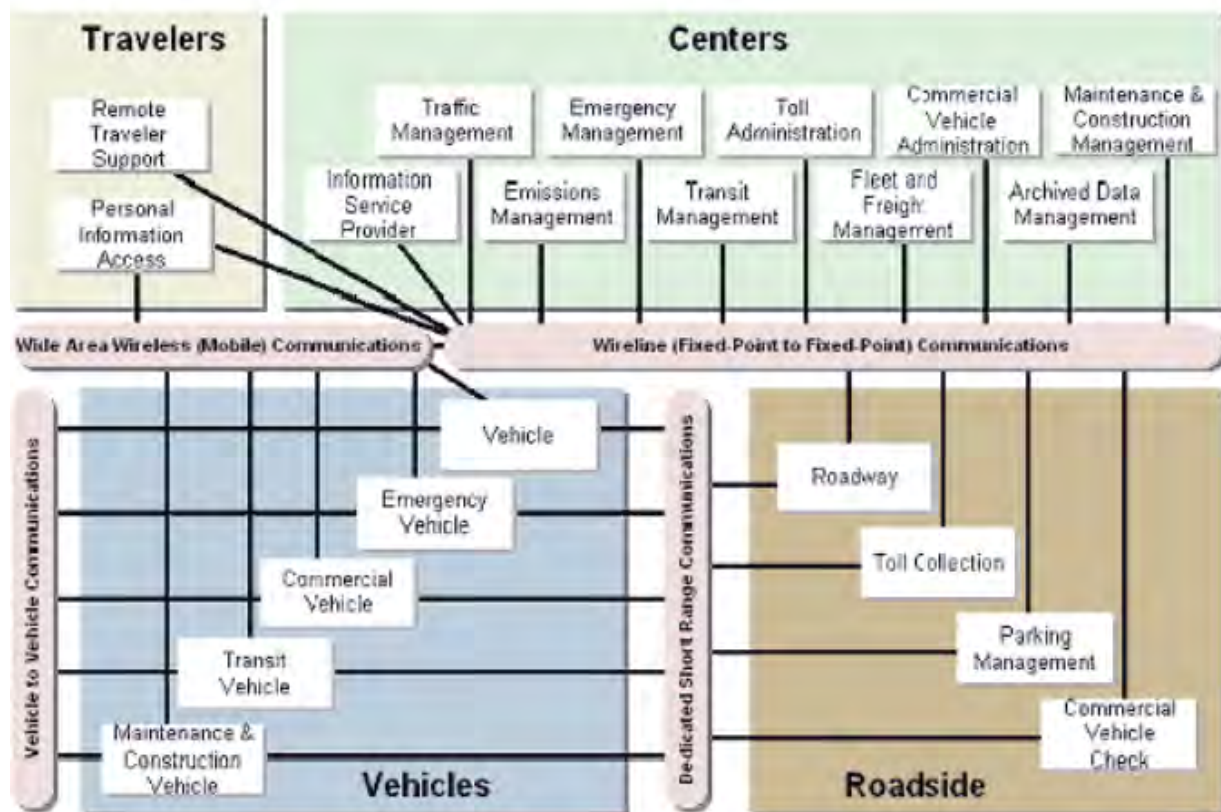 Travelers
Centers
Remote
Traveler
Support
Personal
Information
Access
Traffic
Management
Emergency
Management
Toll
Administration
Commercial
Vehicle
Administration
Maintenance &
Construction
Management
Information
Service
Provider
Emissions
Management
Transit
Management
Fleet and
Freight
Management
Archived Data
Management
Wide Area Wireless (Mobile) Communications
Wireline (Fixed-Point to Fixed-Point) Communications
Vehicle to Vehicle Communications
Vehicle
Emergency
Vehicle
Commercial
Vehicle
Transit
Vehicle
Maintenance &
Construction
Vehicle
Vehicles
Dedicated Short Range Communications
Roadway
Toll Collection
Parking
Management
Commercial
Vehicle
Check
Roadside